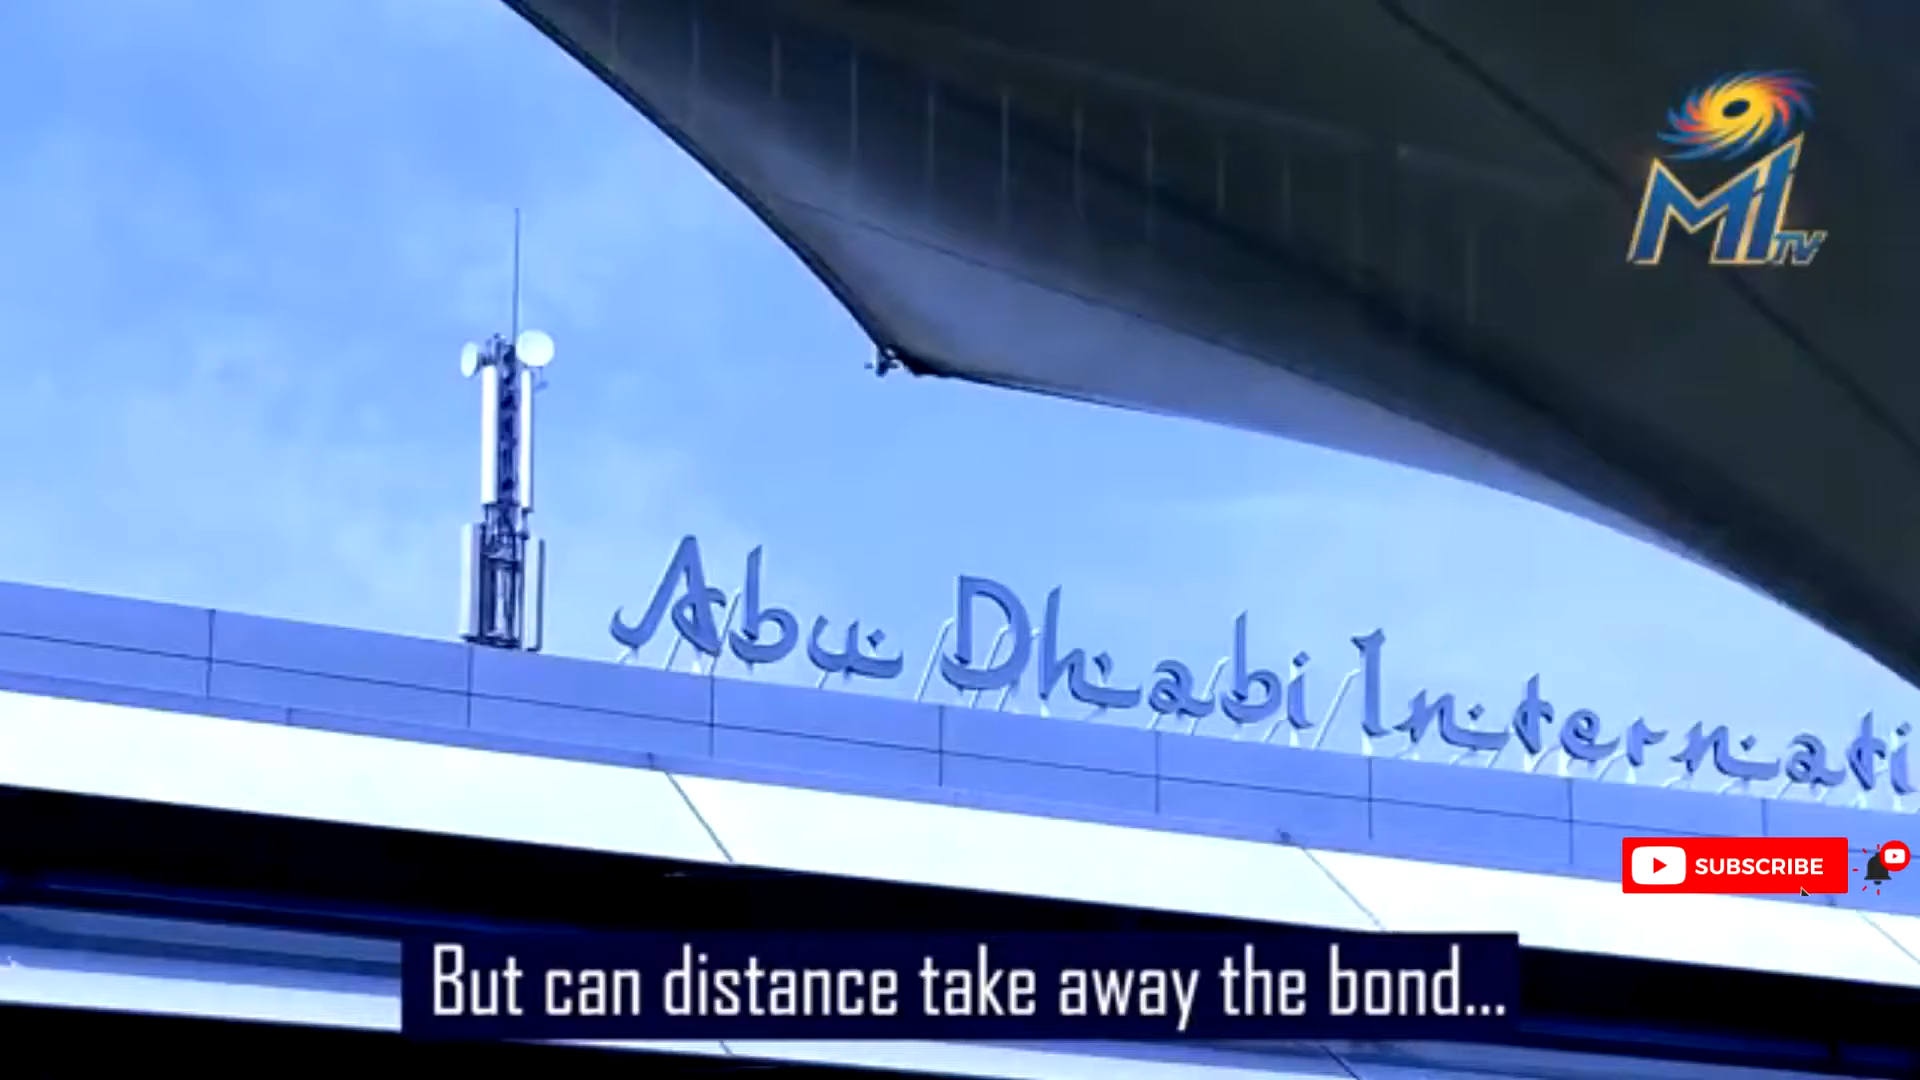 MI TV
Abu Dhabi Internati
SUBSCRIBE
But can distance take away the bond...